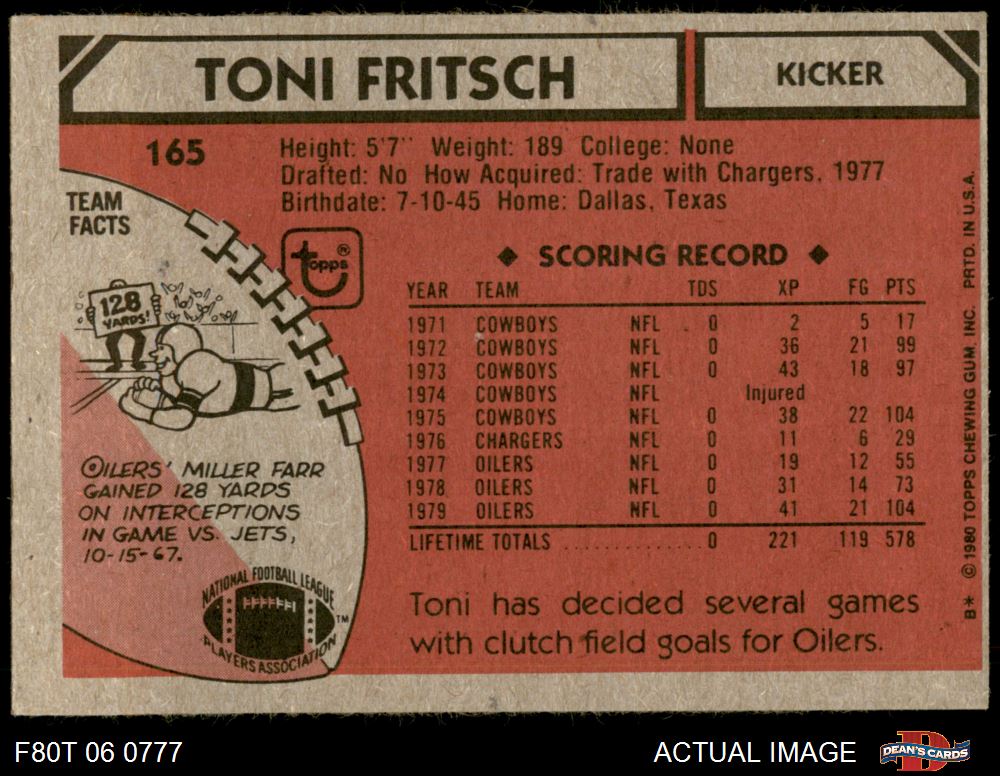 TONI FRITSCH
KICKER
165
Height: 5'7" Weight: 189 College: None
Drafted: No How Acquired: Trade with Chargers, 1977
Birthdate: 7-10-45 Home: Dallas, Texas
TEAM
FACTS
128
YARDS!
topps®
◆ SCORING RECORD ◆
YEAR TEAM TDS XP FG PTS
1971 COWBOYS NFL 0 2 5 17
1972 COWBOYS NFL 0 36 21 99
1973 COWBOYS NFL 0 43 18 97
1974 COWBOYS NFL Injured
1975 COWBOYS NFL 0 38 22 104
1976 CHARGERS NFL 0 11 6 29
1977 OILERS NFL 0 19 12 55
1978 OILERS NFL 0 31 14 73
1979 OILERS NFL 0 41 21 104
LIFETIME TOTALS ............... 0 221 119 578
OILERS' MILLER FARR
GAINED 128 YARDS
ON INTERCEPTIONS
IN GAME VS. JETS,
10-15-67.
NATIONAL FOOTBALL LEAGUE
PLAYERS ASSOCIATION
TM
Toni has decided several games
with clutch field goals for Oilers.
B* © 1980 TOPPS CHEWING GUM, INC. PRTD. IN U.S.A.
F80T 06 0777
ACTUAL IMAGE
D
DEAN'S CARDS